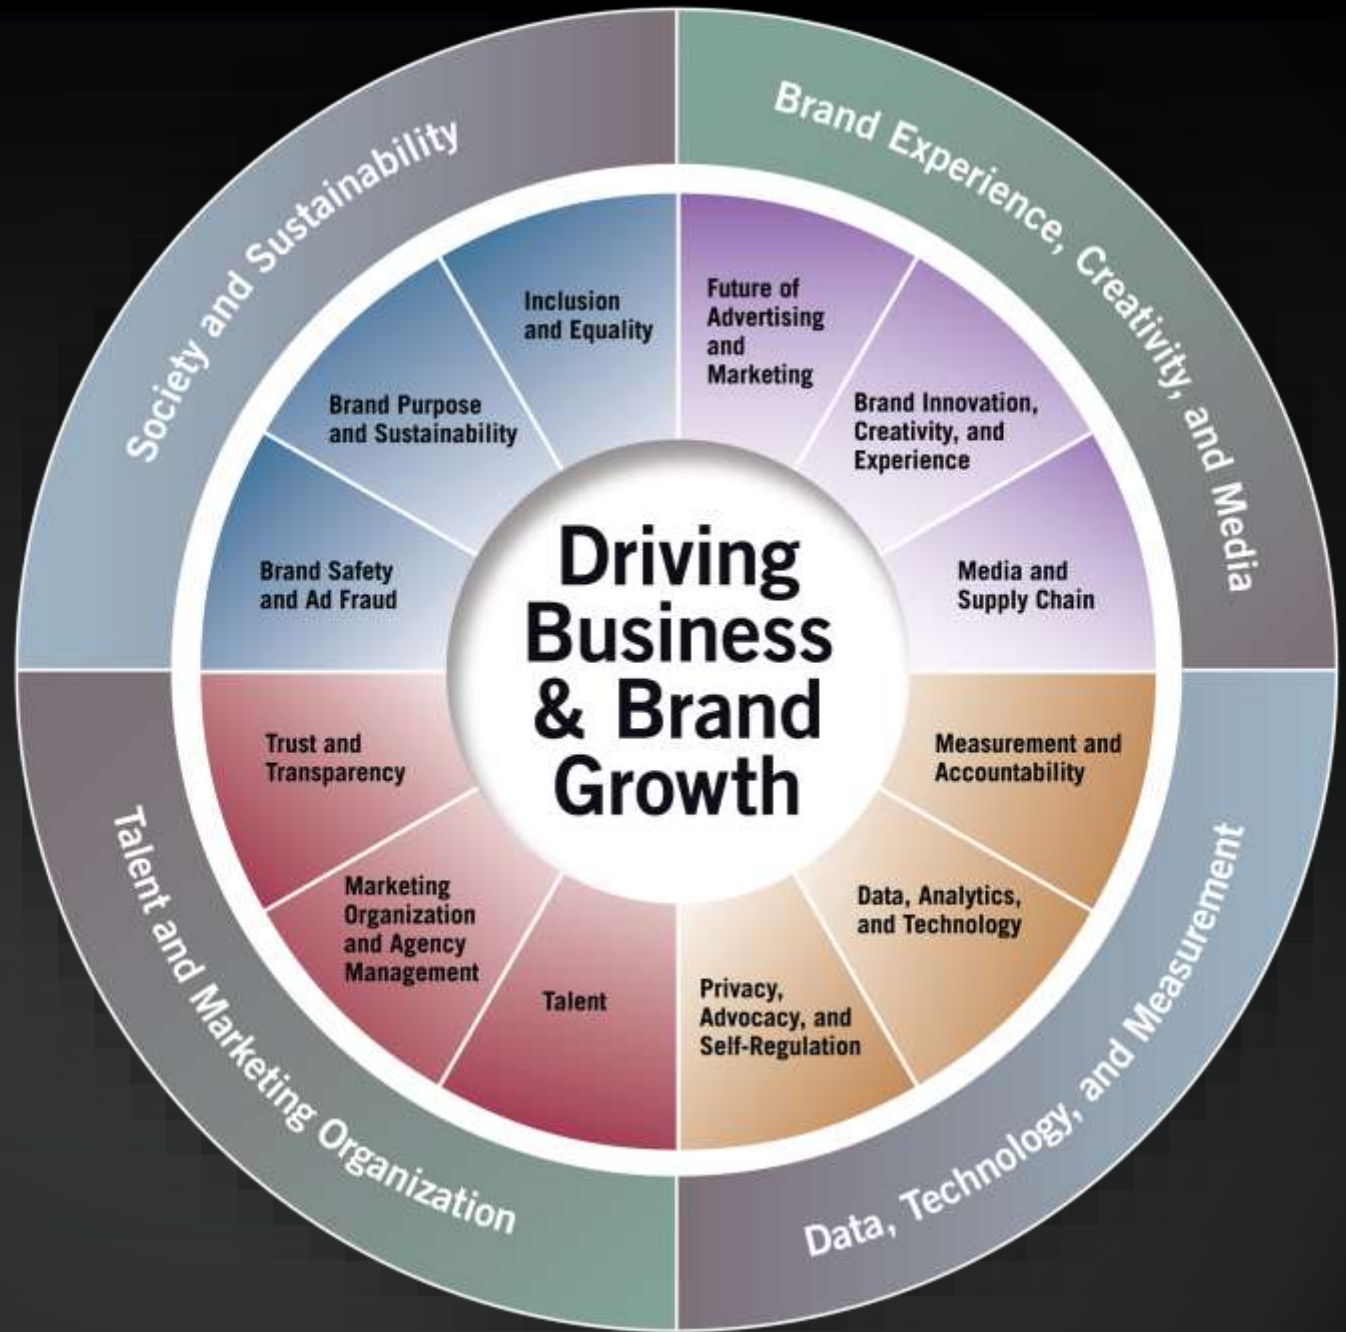 Society and Sustainability
Brand Experience, Creativity, and Media
Data, Technology, and Measurement
Talent and Marketing Organization
Inclusion
and Equality
Brand Purpose
and Sustainability
Brand Safety
and Ad Fraud
Future of
Advertising
and
Marketing
Brand Innovation,
Creativity, and
Experience
Media and
Supply Chain
Driving
Business
& Brand
Growth
Measurement and
Accountability
Data, Analytics,
and Technology
Privacy,
Advocacy, and
Self-Regulation
Trust and
Transparency
Marketing
Organization
and Agency
Management
Talent